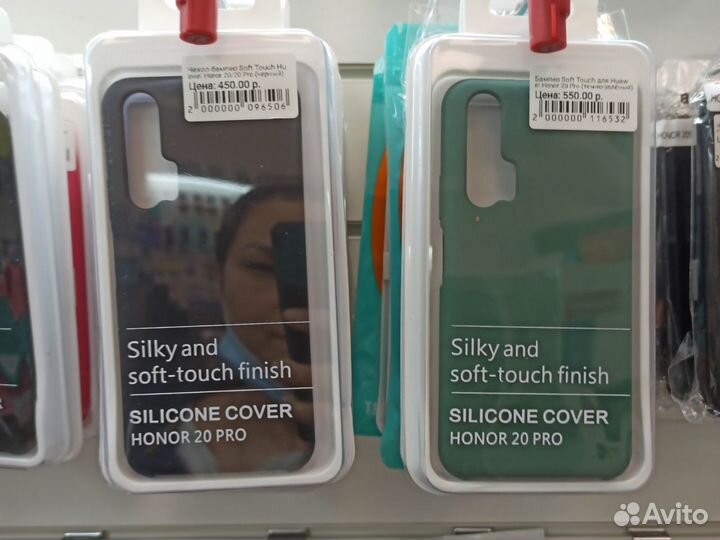 Чехол-бампер Soft Touch Hu
awei Honor 20/20 Pro (черный)
Цена: 450.00 р.
2 000000 096506
Silky and
soft-touch finish
SILICONE COVER
HONOR 20 PRO
Бампер Soft Touch для Huaw
ei Honor 20 Pro (темно-зелёный)
Цена: 550.00 р.
2 000000 116532
Silky and
soft-touch finish
SILICONE COVER
HONOR 20 PRO
Avito